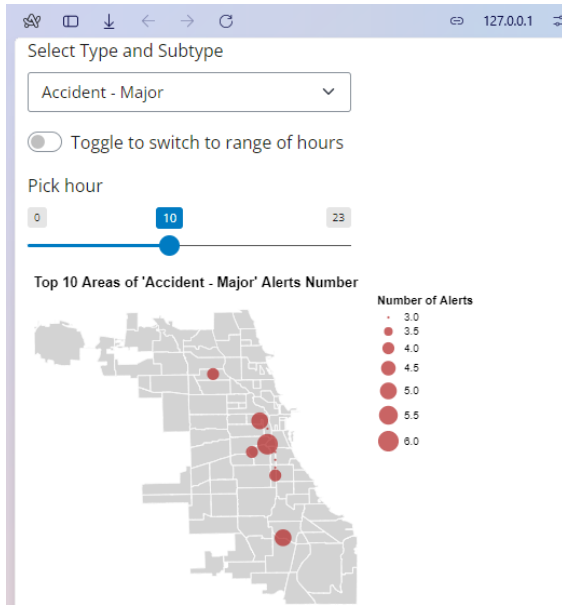 127.0.0.1
Select Type and Subtype
Accident - Major
Toggle to switch to range of hours
Pick hour
0
10
23
Top 10 Areas of 'Accident - Major' Alerts Number
Number of Alerts
3.0
3.5
4.0
4.5
5.0
5.5
6.0